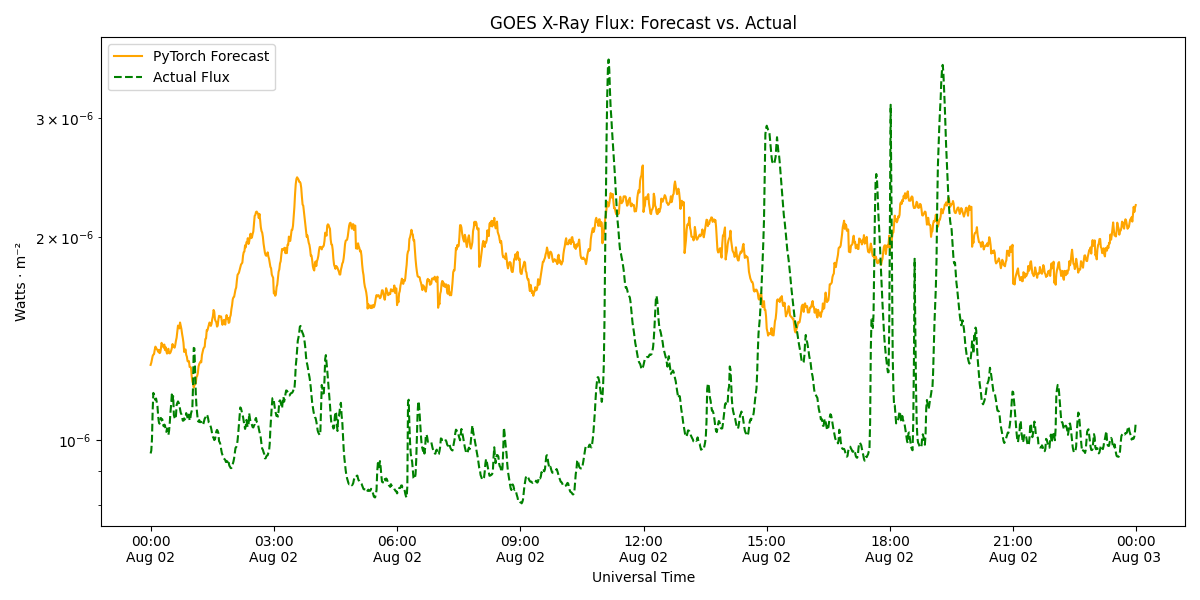 GOES X-Ray Flux: Forecast vs. Actual
PyTorch Forecast
Actual Flux
Watts · m⁻²
3 × 10⁻⁶
2 × 10⁻⁶
10⁻⁶
00:00 03:00 06:00 09:00 12:00 15:00 18:00 21:00 00:00
Aug 02 Aug 02 Aug 02 Aug 02 Aug 02 Aug 02 Aug 02 Aug 02 Aug 03
Universal Time